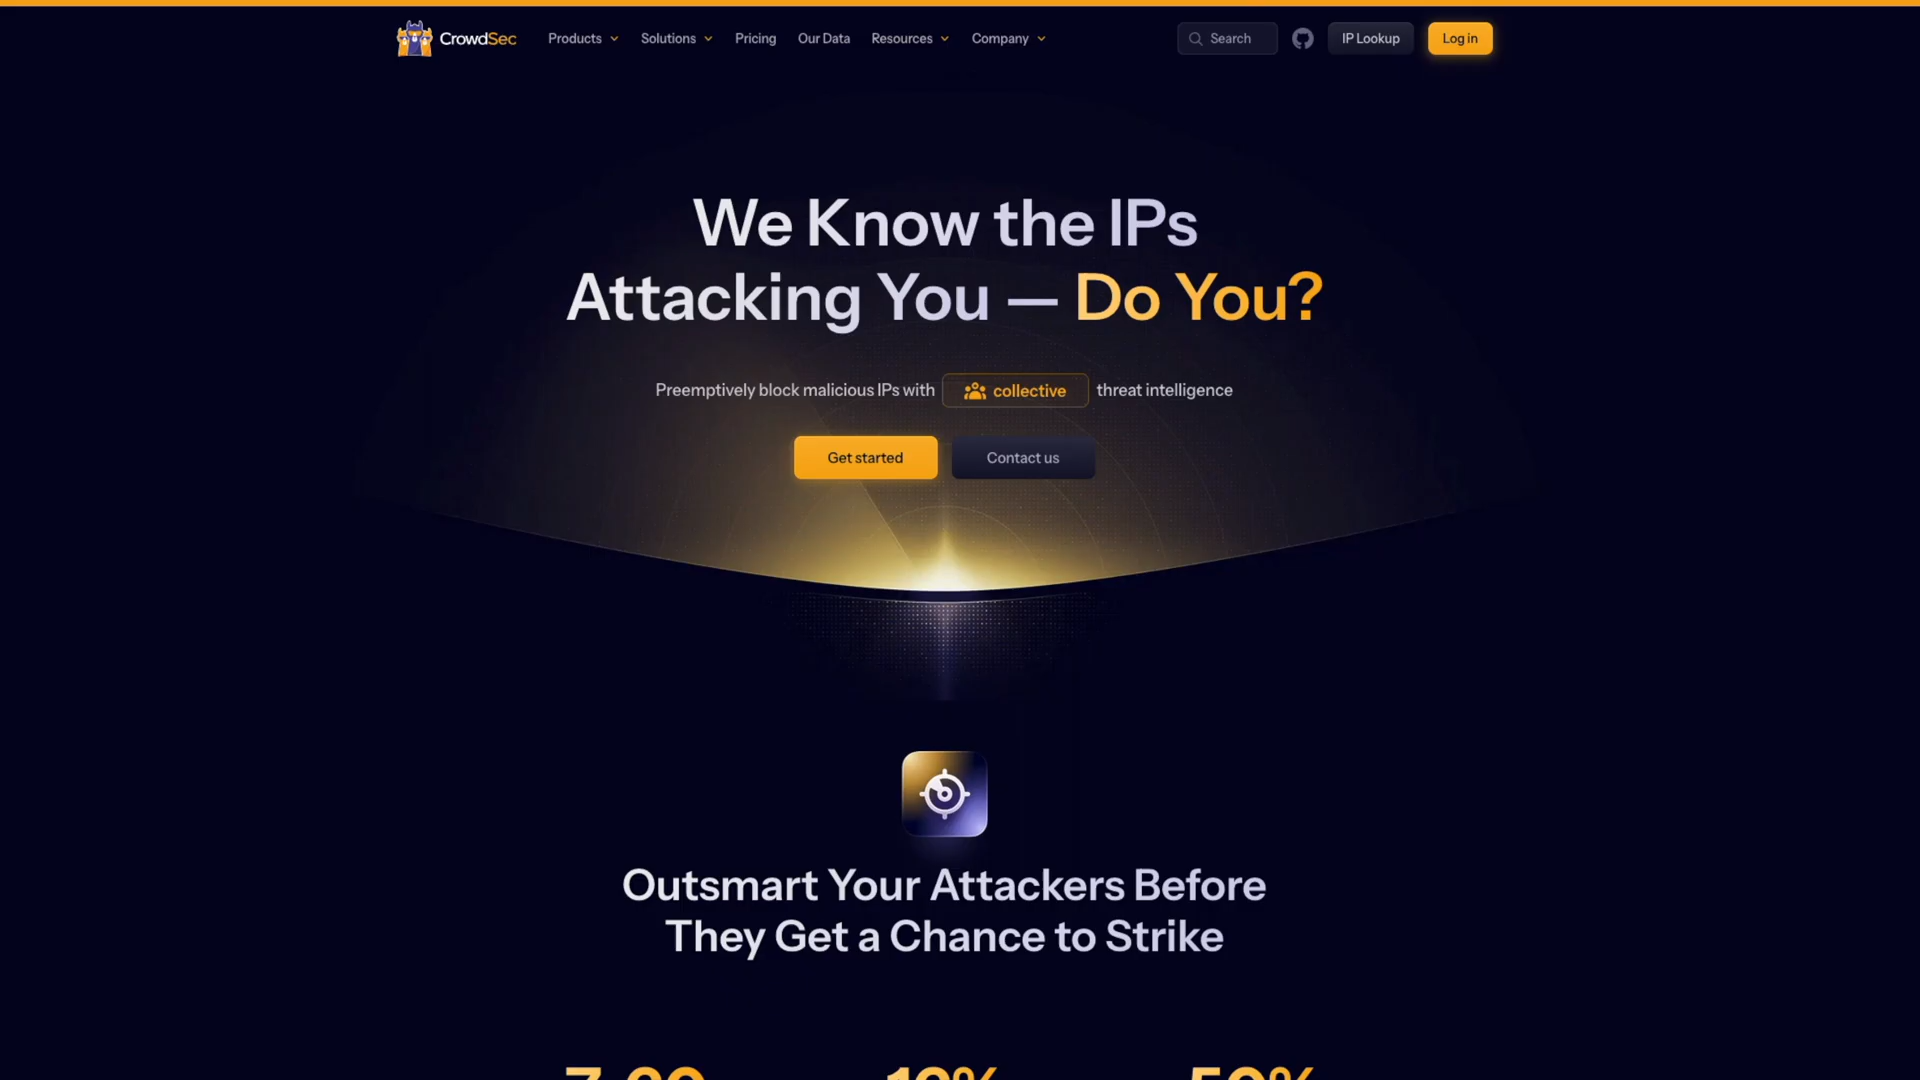 CrowdSec
Products
Solutions
Pricing
Our Data
Resources
Company
Search
IP Lookup
Log in
We Know the IPs
Attacking You — Do You?
Preemptively block malicious IPs with collective threat intelligence
Get started
Contact us
Outsmart Your Attackers Before
They Get a Chance to Strike